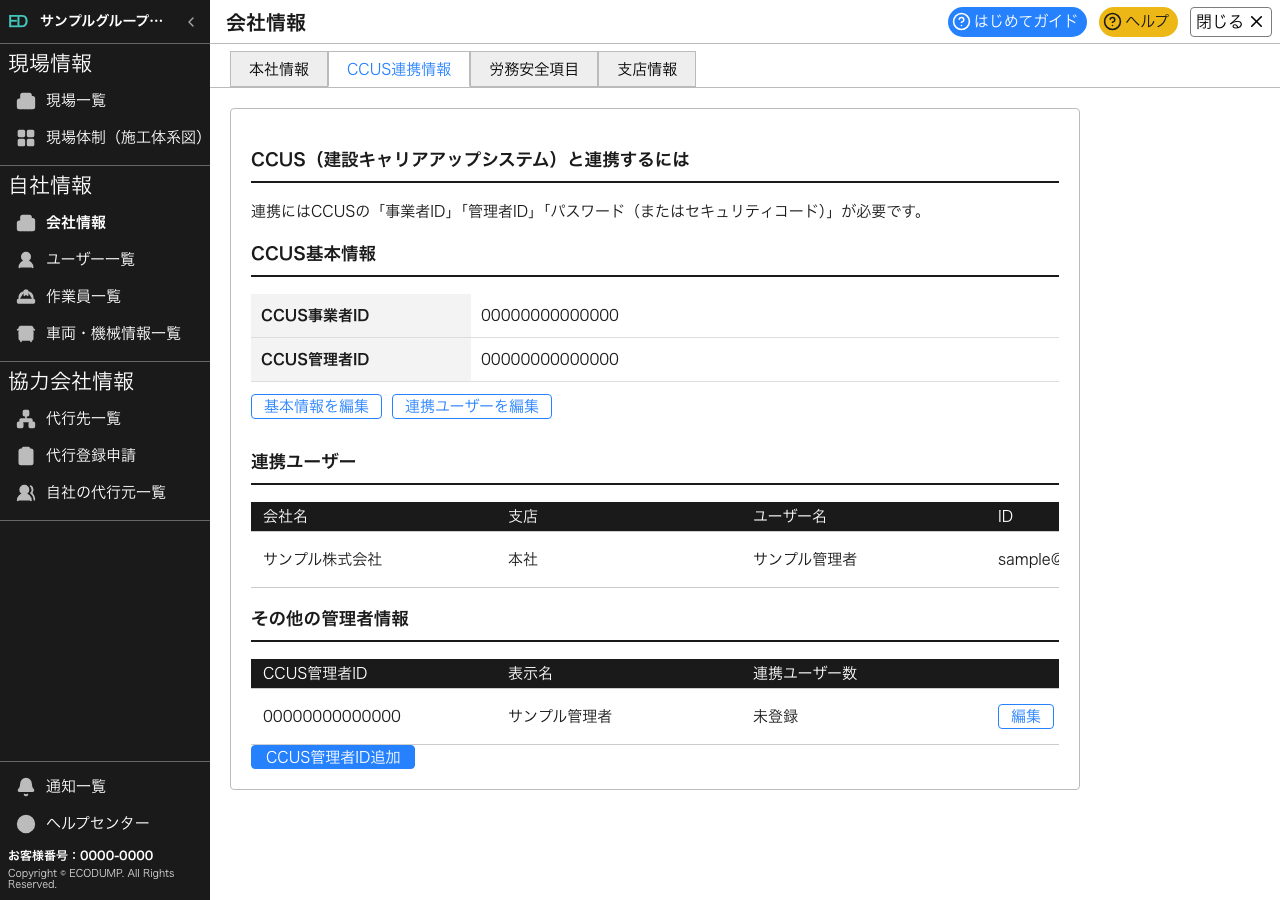 ED サンプルグループ…
現場情報
現場一覧
現場体制（施工体系図）
自社情報
会社情報
ユーザー一覧
作業員一覧
車両・機械情報一覧
協力会社情報
代行先一覧
代行登録申請
自社の代行元一覧
通知一覧
ヘルプセンター
お客様番号：0000-0000
Copyright © ECODUMP. All Rights
Reserved.
会社情報
はじめてガイド ヘルプ 閉じる
本社情報 CCUS連携情報 労務安全項目 支店情報
CCUS（建設キャリアアップシステム）と連携するには
連携にはCCUSの「事業者ID」「管理者ID」「パスワード（またはセキュリティコード）」が必要です。
CCUS基本情報
CCUS事業者ID 00000000000000
CCUS管理者ID 00000000000000
基本情報を編集 連携ユーザーを編集
連携ユーザー
会社名 支店 ユーザー名 ID
サンプル株式会社 本社 サンプル管理者 sample@
その他の管理者情報
CCUS管理者ID 表示名 連携ユーザー数
00000000000000 サンプル管理者 未登録 編集
CCUS管理者ID追加